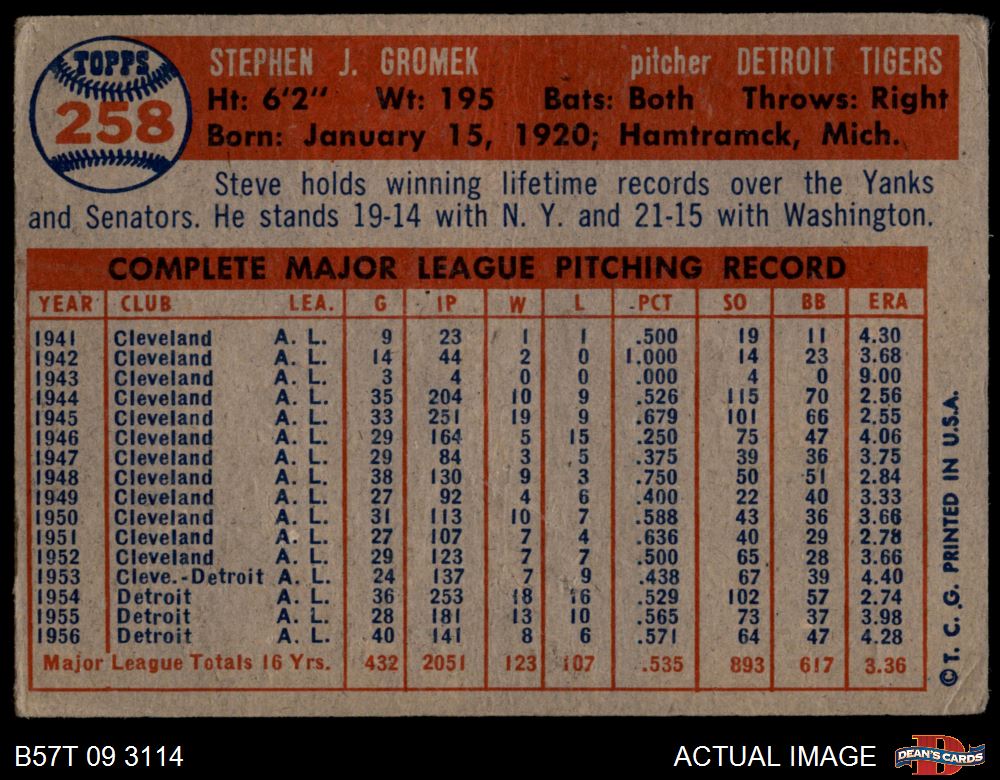 TOPPS
258
STEPHEN J. GROMEK pitcher DETROIT TIGERS
Ht: 6'2" Wt: 195 Bats: Both Throws: Right
Born: January 15, 1920; Hamtramck, Mich.
Steve holds winning lifetime records over the Yanks
and Senators. He stands 19-14 with N. Y. and 21-15 with Washington.
COMPLETE MAJOR LEAGUE PITCHING RECORD
YEAR CLUB LEA. G IP W L PCT SO BB ERA
1941 Cleveland A. L. 9 23 1 1 .500 19 11 4.30
1942 Cleveland A. L. 14 44 2 0 1.000 14 23 3.68
1943 Cleveland A. L. 3 4 0 0 .000 4 0 9.00
1944 Cleveland A. L. 35 204 10 9 .526 115 70 2.56
1945 Cleveland A. L. 33 251 19 9 .679 101 66 2.55
1946 Cleveland A. L. 29 164 5 15 .250 75 47 4.06
1947 Cleveland A. L. 29 84 3 5 .375 39 36 3.75
1948 Cleveland A. L. 38 130 9 3 .750 50 51 2.84
1949 Cleveland A. L. 27 92 4 6 .400 22 40 3.33
1950 Cleveland A. L. 31 113 10 7 .588 43 36 3.66
1951 Cleveland A. L. 27 107 7 4 .636 40 29 2.78
1952 Cleveland A. L. 29 123 7 7 .500 65 28 3.66
1953 Cleve.-Detroit A. L. 24 137 7 9 .438 67 39 4.40
1954 Detroit A. L. 36 253 18 16 .529 102 57 2.74
1955 Detroit A. L. 28 181 13 10 .565 73 37 3.98
1956 Detroit A. L. 40 141 8 6 .571 64 47 4.28
Major League Totals 16 Yrs. 432 2051 123 107 .535 893 617 3.36
©T. C. G. PRINTED IN U.S.A.
B57T 09 3114
ACTUAL IMAGE
DEAN'S CARDS